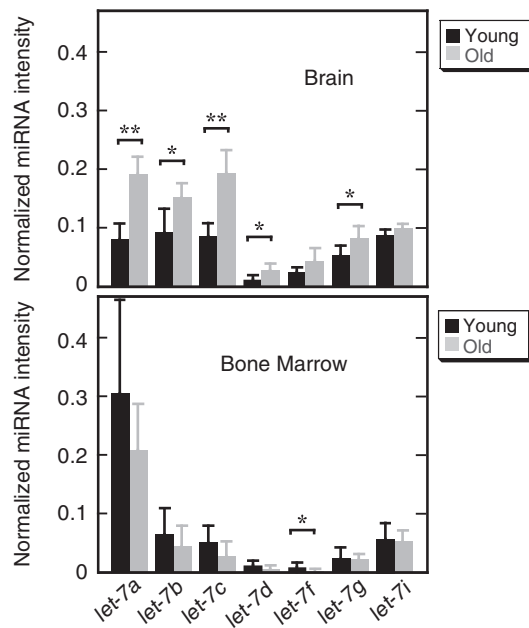 Normalized miRNA intensity
0.4
0.3
0.2
0.1
0
Brain
** * ** * *
Young
Old
Normalized miRNA intensity
0.4
0.3
0.2
0.1
0
Bone Marrow
*
Young
Old
let-7a let-7b let-7c let-7d let-7f let-7g let-7i